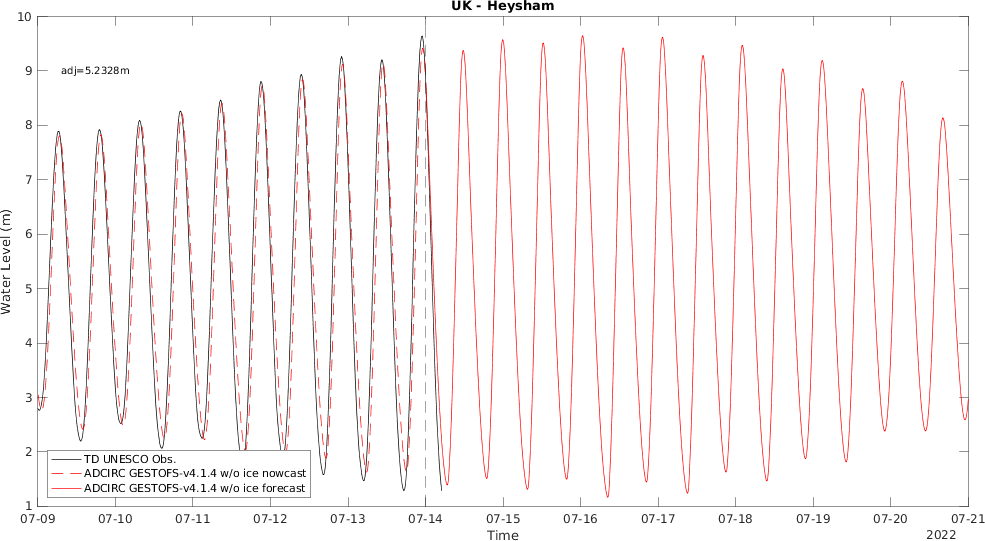 UK - Heysham
10
9
8
7
6
5
4
3
2
1
Water Level (m)
adj=5.2328m
TD UNESCO Obs.
ADCIRC GESTOFS-v4.1.4 w/o ice nowcast
ADCIRC GESTOFS-v4.1.4 w/o ice forecast
07-09 07-10 07-11 07-12 07-13 07-14 07-15 07-16 07-17 07-18 07-19 07-20 07-21
Time
2022